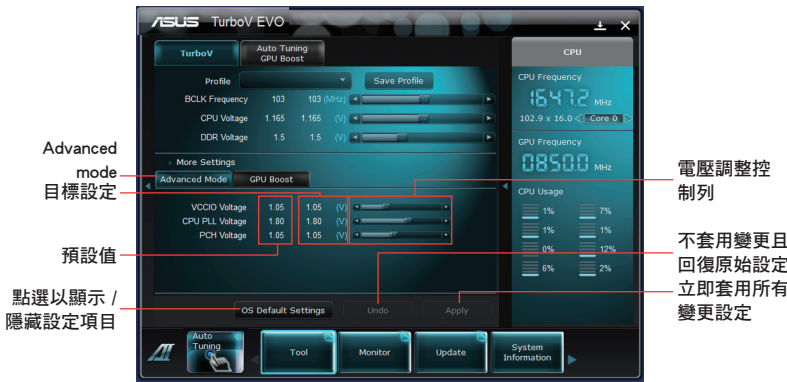 ASUS TurboV EVO
TurboV
Auto Tuning
GPU Boost
Profile
Save Profile
BCLK Frequency 103 103 (MHz)
CPU Voltage 1.165 1.165 (V)
DDR Voltage 1.5 1.5 (V)
More Settings
Advanced Mode
GPU Boost
VCCIO Voltage 1.05 1.05 (V)
CPU PLL Voltage 1.80 1.80 (V)
PCH Voltage 1.05 1.05 (V)
OS Default Settings
Undo
Apply
CPU
CPU Frequency
1647.2 MHz
102.9 x 16.0 Core 0
GPU Frequency
0850.0 MHz
CPU Usage
1% 7%
1% 1%
0% 12%
6% 2%
Auto
Tuning
Tool
Monitor
Update
System
Information
Advanced
mode
目標設定
預設值
點選以顯示 /
隱藏設定項目
電壓調整控
制列
不套用變更且
回復原始設定
立即套用所有
變更設定